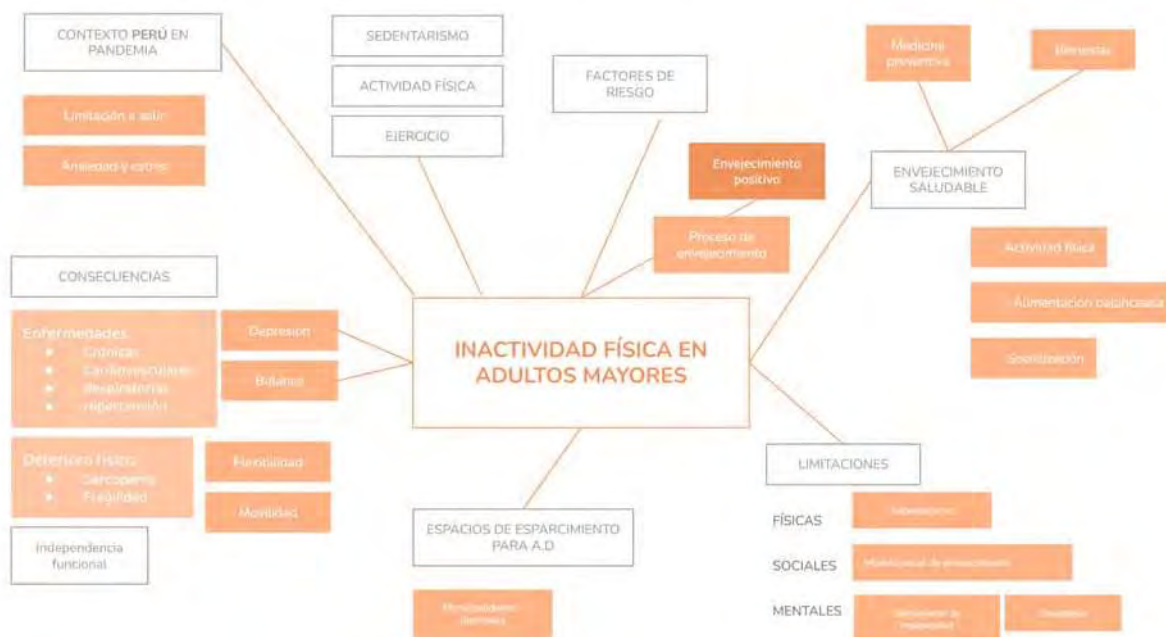 CONTEXTO PERÚ EN
PANDEMIA
Limitación a salir
Ansiedad y estrés
SEDENTARISMO
ACTIVIDAD FÍSICA
EJERCICIO
FACTORES DE
RIESGO
Envejecimiento
positivo
Proceso de
envejecimiento
Medicina
preventiva
Bienestar
ENVEJECIMIENTO
SALUDABLE
Actividad física
Alimentación balanceada
Socialización
CONSECUENCIAS
Enfermedades
Crónicas
Cardiovasculares
Respiratorias
Hipertensión
Depresión
Balance
Deterioro físico
Sarcopenia
Fragilidad
Flexibilidad
Movilidad
Independencia
funcional
INACTIVIDAD FÍSICA EN
ADULTOS MAYORES
ESPACIOS DE ESPARCIMIENTO
PARA A.D
LIMITACIONES
FÍSICAS
SOCIALES
MENTALES